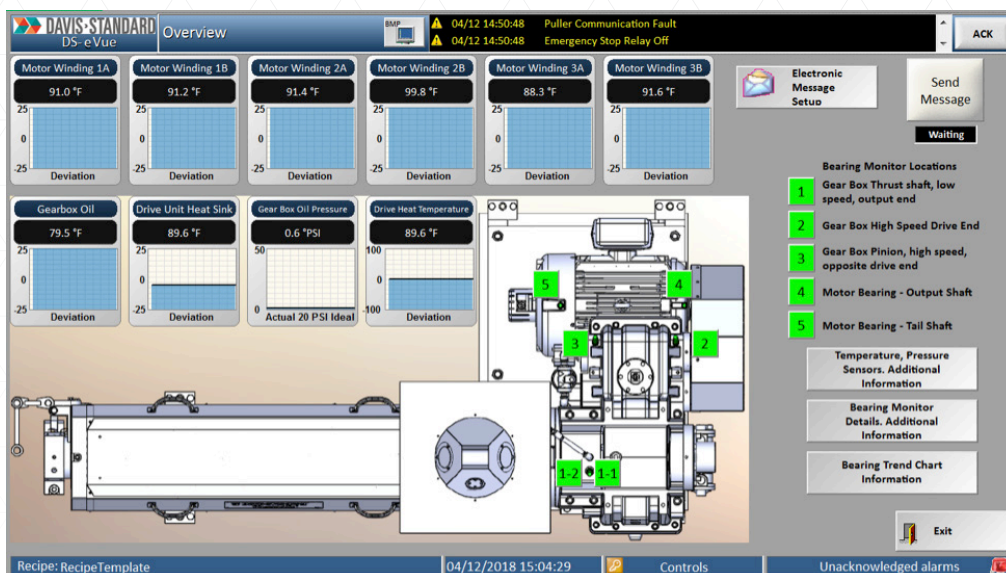 DAVIS-STANDARD
DS-eVue
Overview
BMP
04/12 14:50:48 Puller Communication Fault
04/12 14:50:48 Emergency Stop Relay Off
ACK
Motor Winding 1A
91.0 °F
25
0
-25
Deviation
Motor Winding 1B
91.2 °F
25
0
-25
Deviation
Motor Winding 2A
91.4 °F
25
0
-25
Deviation
Motor Winding 2B
99.8 °F
25
0
-25
Deviation
Motor Winding 3A
88.3 °F
25
0
-25
Deviation
Motor Winding 3B
91.6 °F
25
0
-25
Deviation
Electronic
Message
Setup
Send
Message
Waiting
Gearbox Oil
79.5 °F
25
0
-25
Deviation
Drive Unit Heat Sink
89.6 °F
25
0
-25
Deviation
Gear Box Oil Pressure
0.6 °PSI
50
0
Actual 20 PSI Ideal
Drive Heat Temperature
89.6 °F
100
0
-100
Deviation
Bearing Monitor Locations
1
Gear Box Thrust shaft, low
speed, output end
2
Gear Box High Speed Drive End
3
Gear Box Pinion, high speed,
opposite drive end
4
Motor Bearing - Output Shaft
5
Motor Bearing - Tail Shaft
5
4
3
2
1-2
1-1
Temperature, Pressure
Sensors. Additional
Information
Bearing Monitor
Details. Additional
Information
Bearing Trend Chart
Information
Exit
Recipe: RecipeTemplate
04/12/2018 15:04:29
Controls
Unacknowledged alarms